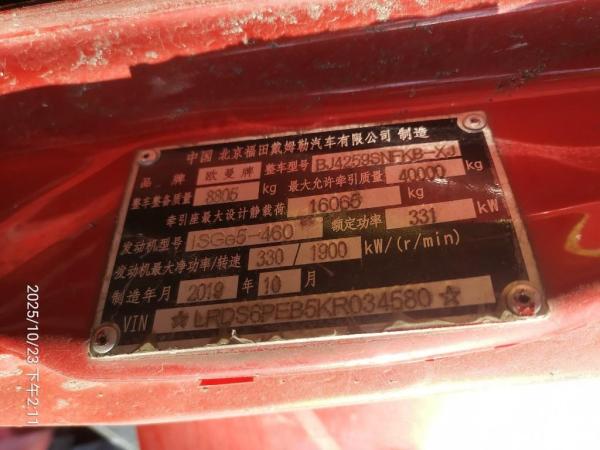 中国 北京福田戴姆勒汽车有限公司 制造
品牌 欧曼牌 整车型号 BJ4259SNFKB-XJ
整车整备质量 8805 kg 最大允许牵引质量 40000 kg
牵引座最大设计静载荷 16065 kg
发动机型号 ISGe5-460 额定功率 331 kW
发动机最大净功率/转速 330/1900 kW/(r/min)
制造年月 2019 年 10 月
VIN ☆LRDS6PEB5KR034580☆
2025/10/23 下午2:11